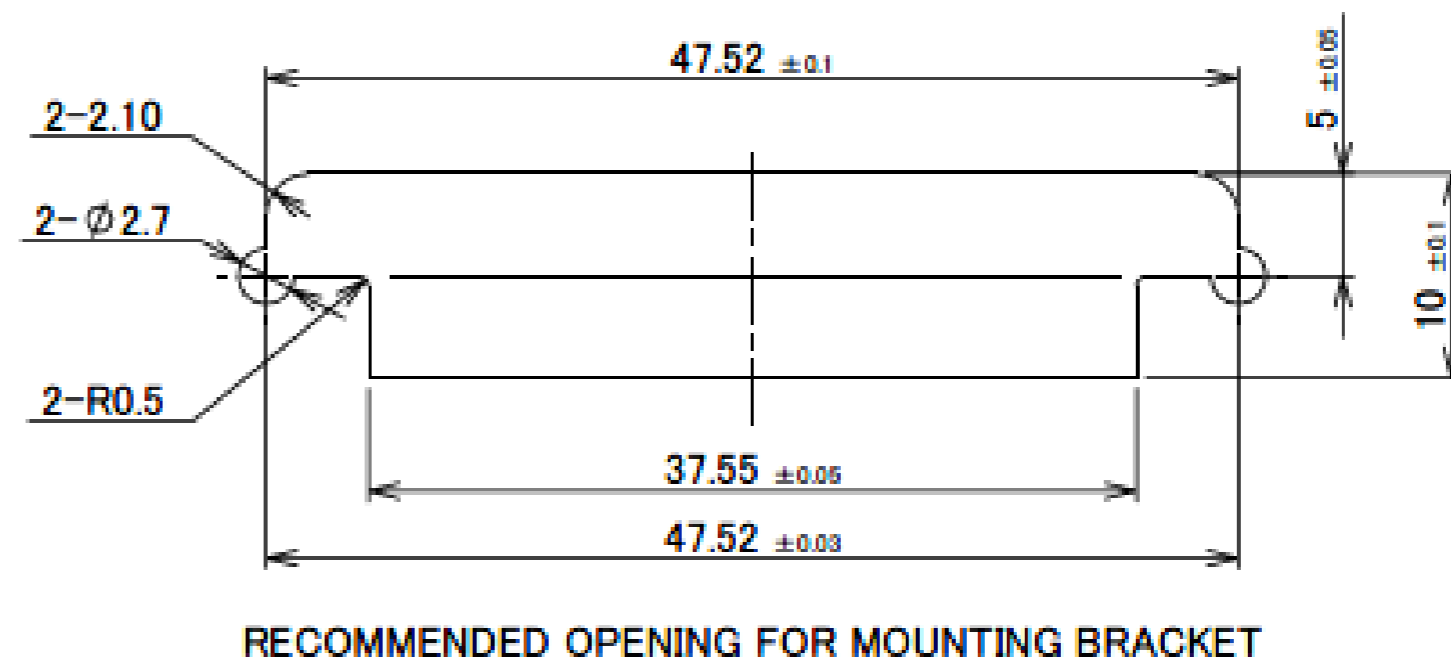 47.52 ±0.1
5 ±0.05
2-2.10
2-Ø2.7
10 ±0.1
2-R0.5
37.55 ±0.05
47.52 ±0.03
RECOMMENDED OPENING FOR MOUNTING BRACKET